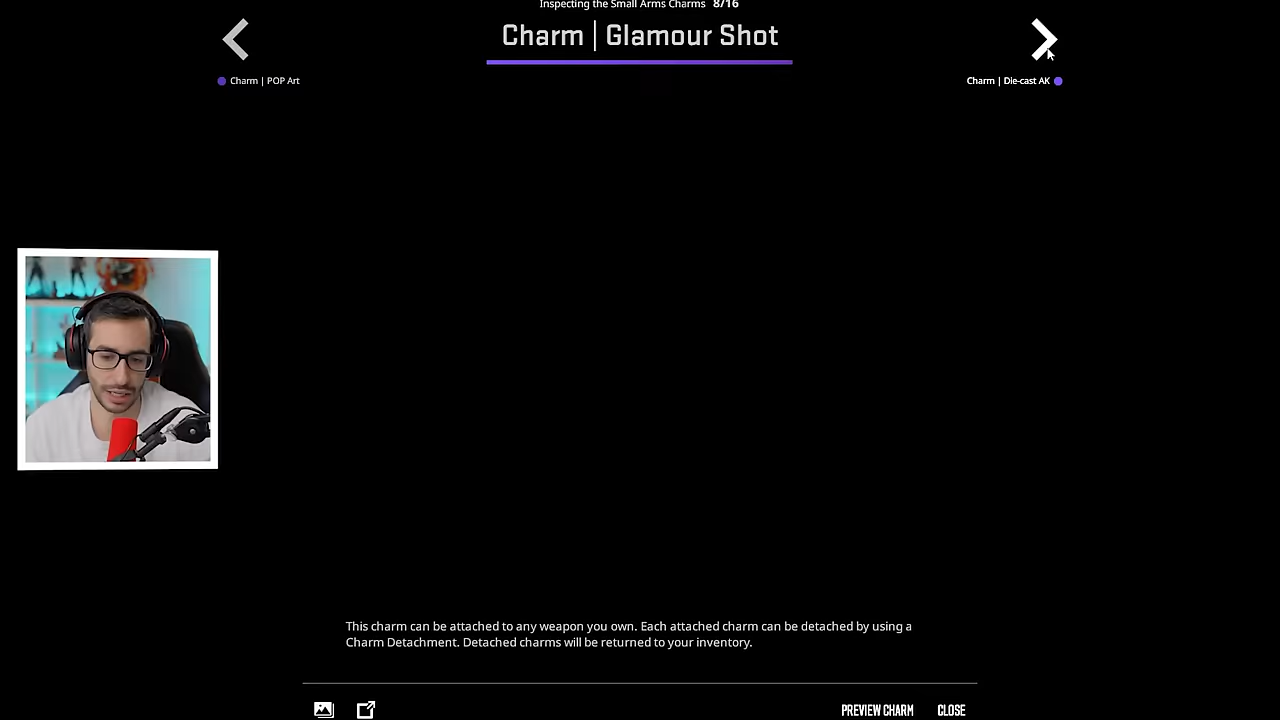 Inspecting the Small Arms Charms 8/16
Charm | Glamour Shot
Charm | POP Art
Charm | Die-cast AK
This charm can be attached to any weapon you own. Each attached charm can be detached by using a
Charm Detachment. Detached charms will be returned to your inventory.
PREVIEW CHARM CLOSE